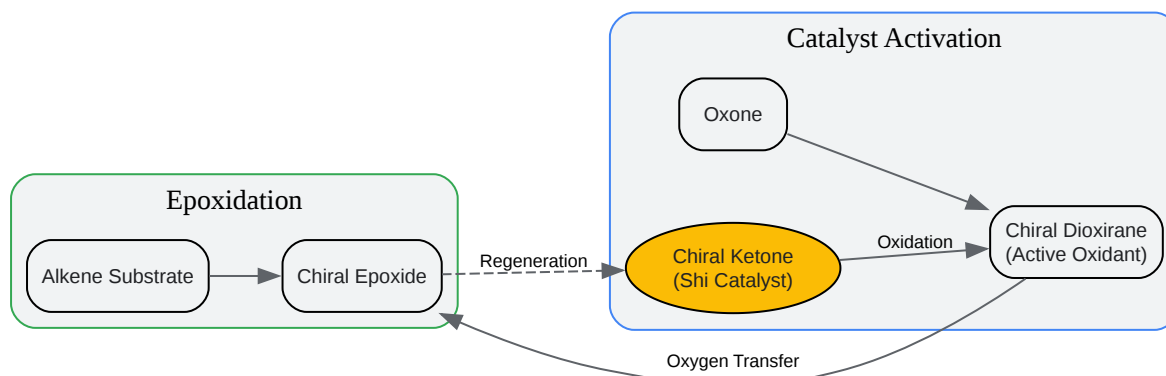 Catalyst Activation
Oxone
Epoxidation
Alkene Substrate
Chiral Epoxide
Regeneration
Chiral Ketone
(Shi Catalyst)
Oxidation
Chiral Dioxirane
(Active Oxidant)
Oxygen Transfer